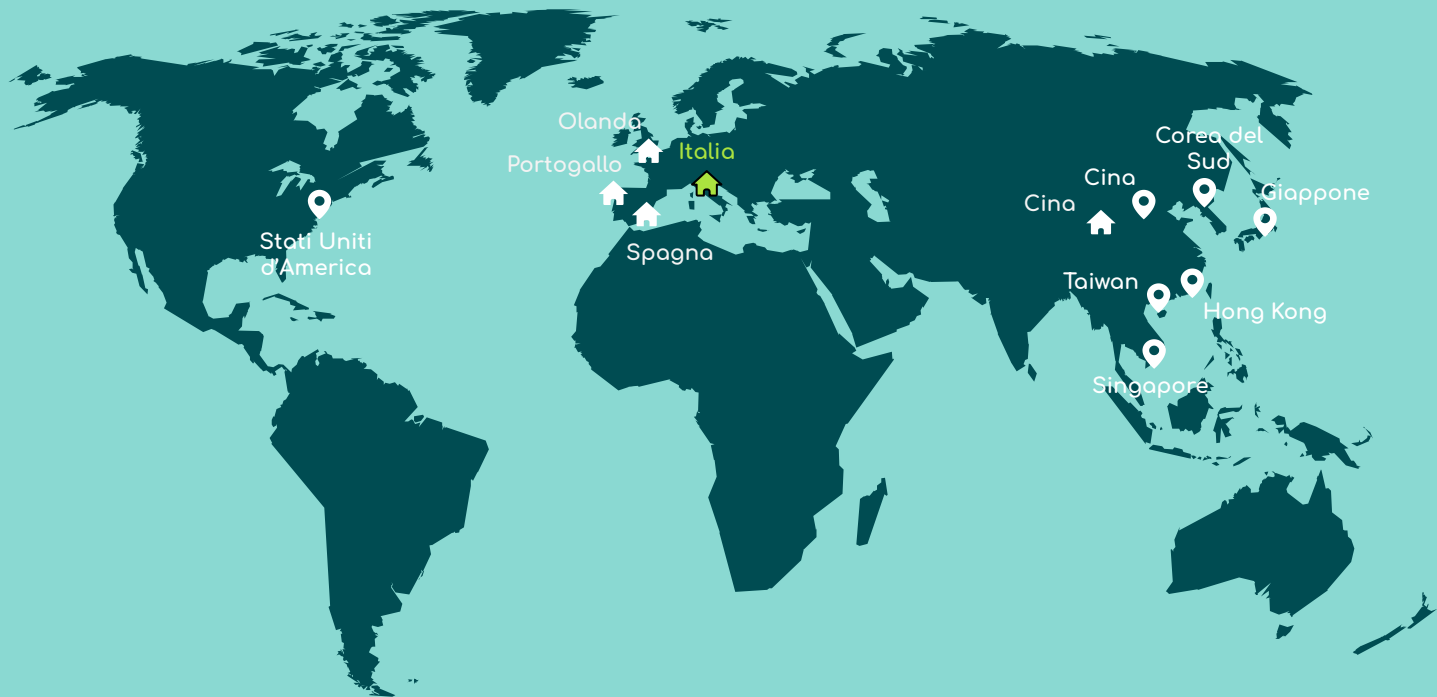 Olanda
Italia
Portogallo
Spagna
Stati Uniti
d'America
Corea del
Sud
Cina
Giappone
Cina
Taiwan
Hong Kong
Singapore